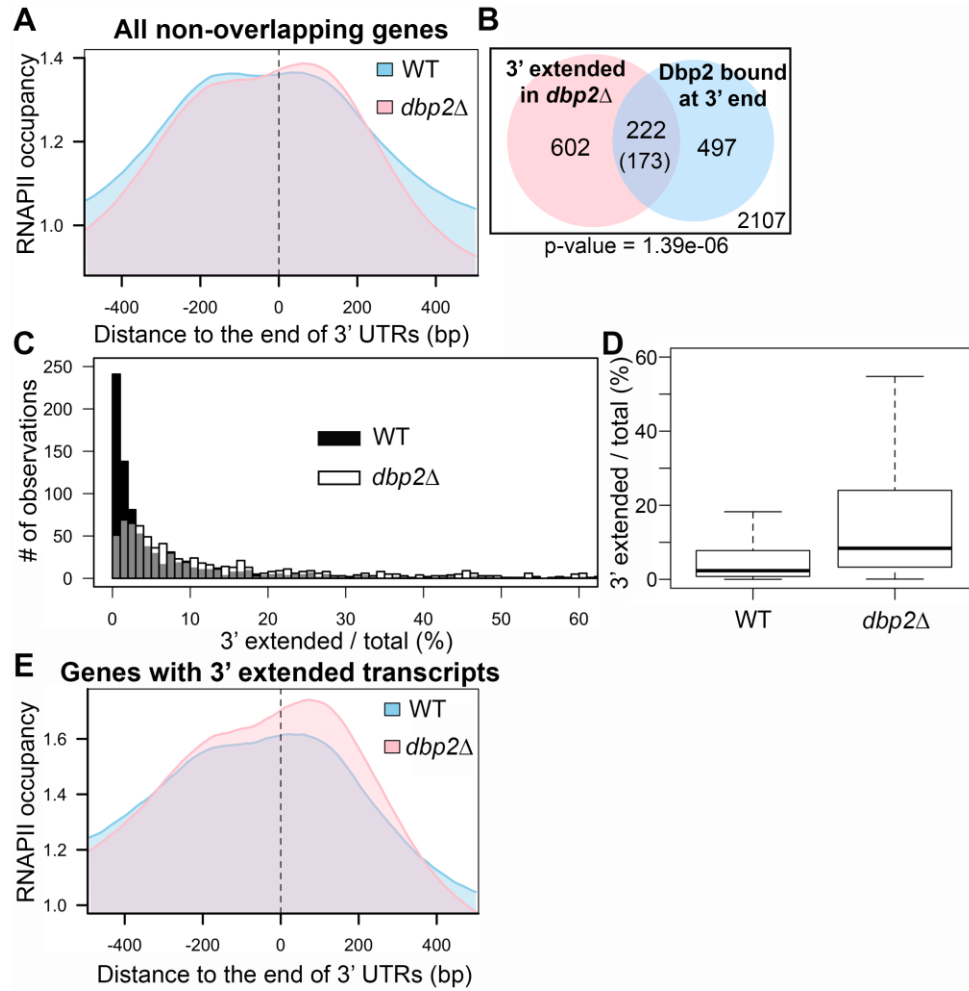 A
All non-overlapping genes
RNAPII occupancy
1.4
1.2
1.0
WT
dbp2Δ
-400
-200
0
200
400
Distance to the end of 3’ UTRs (bp)
B
3’ extended
in dbp2Δ
Dbp2 bound
at 3’ end
602
222
(173)
497
2107
p-value = 1.39e-06
C
# of observations
250
200
150
100
50
0
WT
dbp2Δ
0
10
20
30
40
50
60
3’ extended / total (%)
D
3’ extended / total (%)
60
40
20
0
WT
dbp2Δ
E
Genes with 3’ extended transcripts
RNAPII occupancy
1.6
1.4
1.2
1.0
WT
dbp2Δ
-400
-200
0
200
400
Distance to the end of 3’ UTRs (bp)